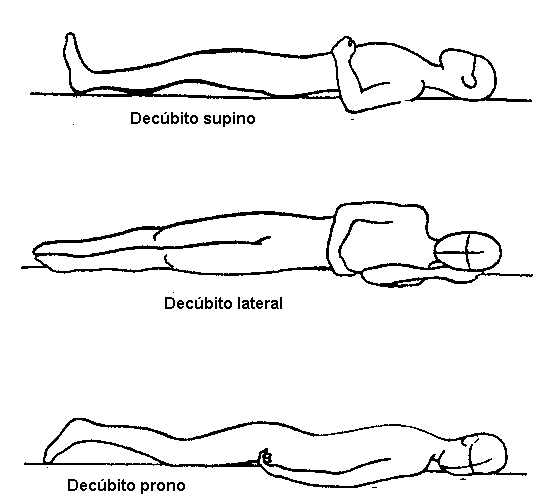 Decúbito supino
Decúbito lateral
Decúbito prono